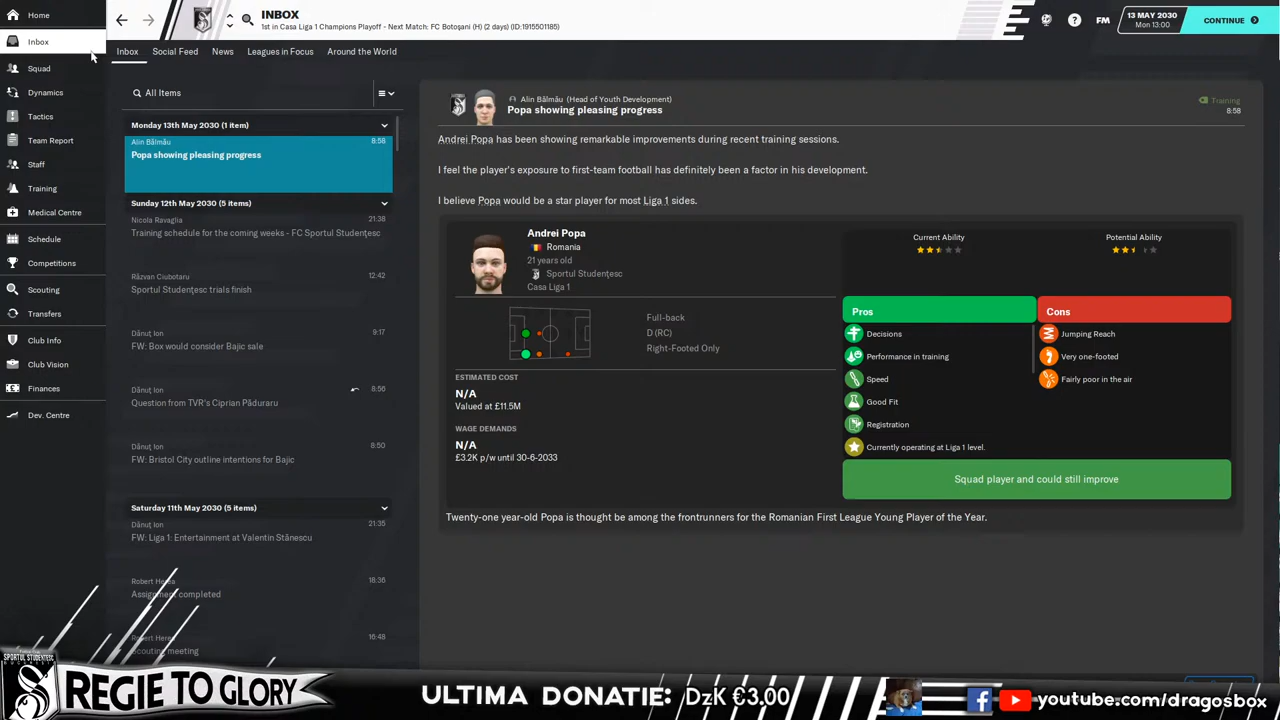 Home
INBOX
1st in Casa Liga 1 Champions Playoff - Next Match: FC Botoşani (H) (2 days) (ID:1915501185)
FM
13 MAY 2030
Mon 13:00
CONTINUE
Inbox
Squad
Dynamics
Tactics
Team Report
Staff
Training
Medical Centre
Schedule
Competitions
Scouting
Transfers
Club Info
Club Vision
Finances
Dev. Centre
Inbox
Social Feed
News
Leagues in Focus
Around the World
All Items
Monday 13th May 2030 (1 item)
Alin Bălmău
8:58
Popa showing pleasing progress
Sunday 12th May 2030 (5 items)
Nicola Ravaglia
21:38
Training schedule for the coming weeks - FC Sportul Studenţesc
Răzvan Ciubotaru
12:42
Sportul Studenţesc trials finish
Dănuţ Ion
9:17
FW: Box would consider Bajic sale
Dănuţ Ion
8:56
Question from TVR's Ciprian Păduraru
Dănuţ Ion
8:50
FW: Bristol City outline intentions for Bajic
Saturday 11th May 2030 (5 items)
Dănuţ Ion
21:35
FW: Liga 1: Entertainment at Valentin Stănescu
Robert Herea
18:36
Assignment completed
Robert Herea
16:48
Scouting meeting
Alin Bălmău (Head of Youth Development)
Popa showing pleasing progress
Training
8:58
Andrei Popa has been showing remarkable improvements during recent training sessions.
I feel the player's exposure to first-team football has definitely been a factor in his development.
I believe Popa would be a star player for most Liga 1 sides.
Andrei Popa
Romania
21 years old
Sportul Studenţesc
Casa Liga 1
Full-back
D (RC)
Right-Footed Only
ESTIMATED COST
N/A
Valued at £11.5M
WAGE DEMANDS
N/A
£3.2K p/w until 30-6-2033
Current Ability
Potential Ability
Pros
Decisions
Performance in training
Speed
Good Fit
Registration
Currently operating at Liga 1 level.
Cons
Jumping Reach
Very one-footed
Fairly poor in the air
Squad player and could still improve
Twenty-one year-old Popa is thought be among the frontrunners for the Romanian First League Young Player of the Year.
SPORTUL STUDENTESC
REGIE TO GLORY
ULTIMA DONATIE: DzK €3.00
youtube.com/dragosbox